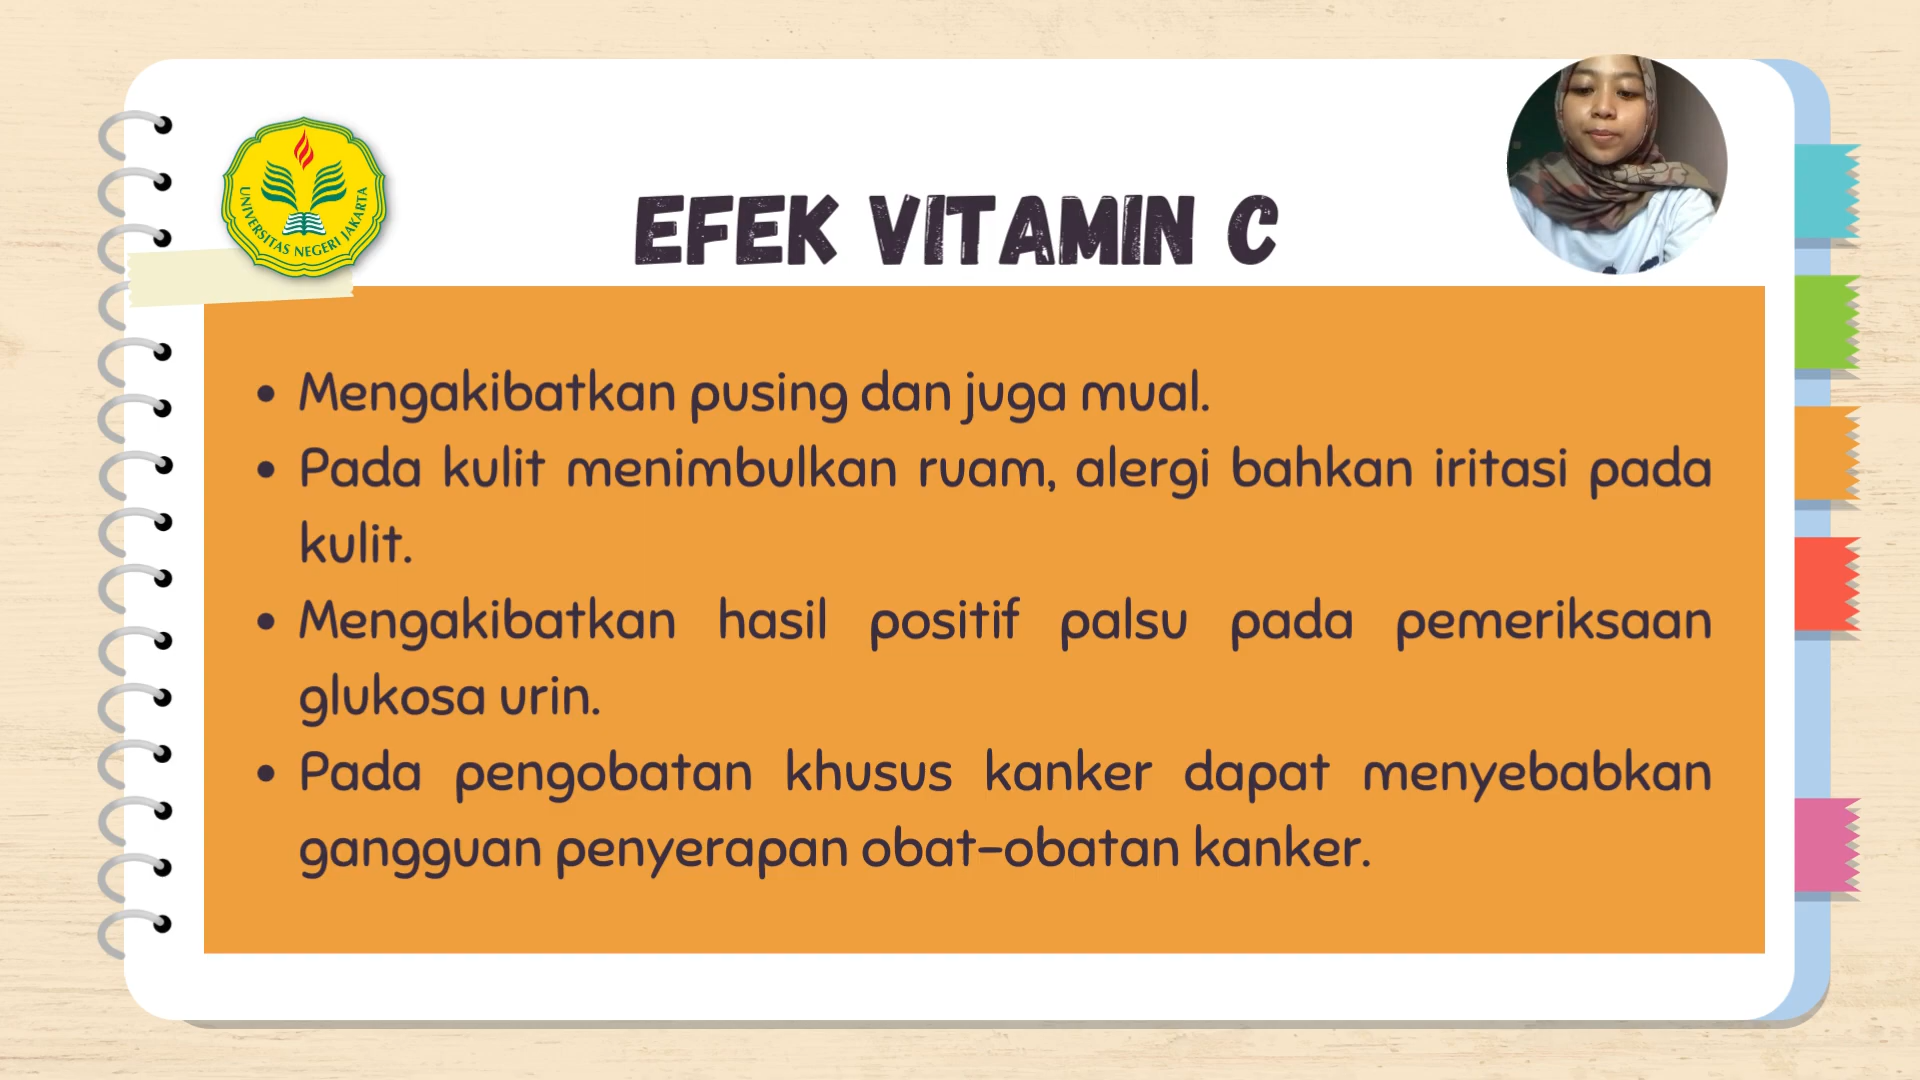 UNIVERSITAS NEGERI JAKARTA
EFEK VITAMIN C
• Mengakibatkan pusing dan juga mual.
• Pada kulit menimbulkan ruam, alergi bahkan iritasi pada
kulit.
• Mengakibatkan hasil positif palsu pada pemeriksaan
glukosa urin.
• Pada pengobatan khusus kanker dapat menyebabkan
gangguan penyerapan obat-obatan kanker.